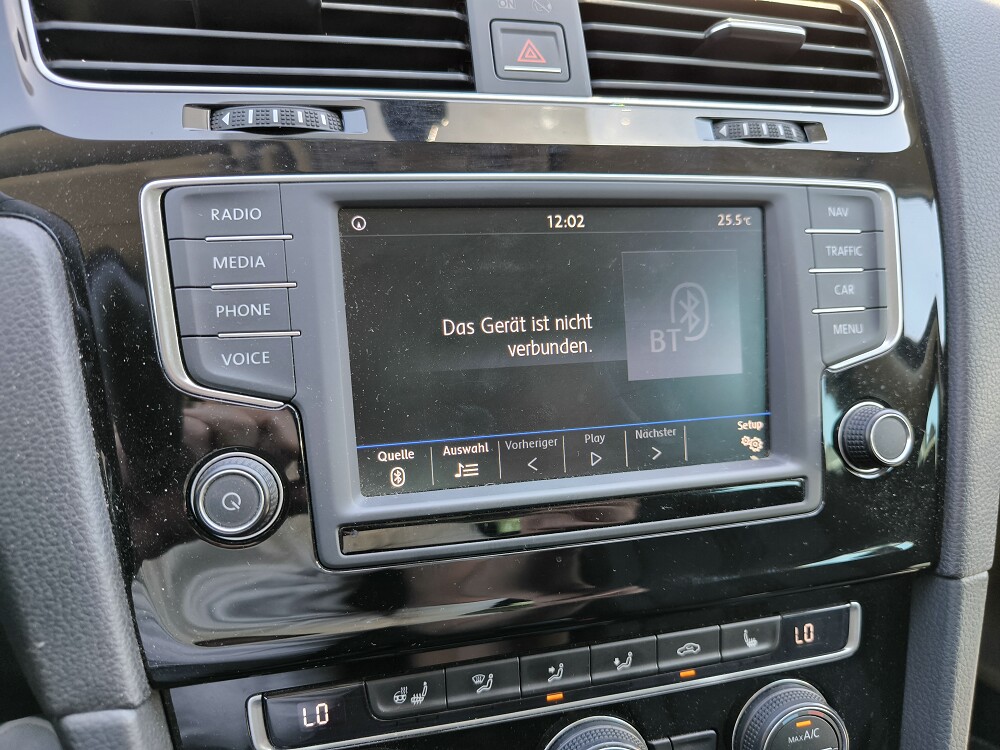 RADIO
MEDIA
PHONE
VOICE
12:02
25.5°C
Das Gerät ist nicht
verbunden.
BT
Quelle
Auswahl
Vorheriger
Play
Nächster
Setup
NAV
TRAFFIC
CAR
MENU
LO
LO
MAX A/C